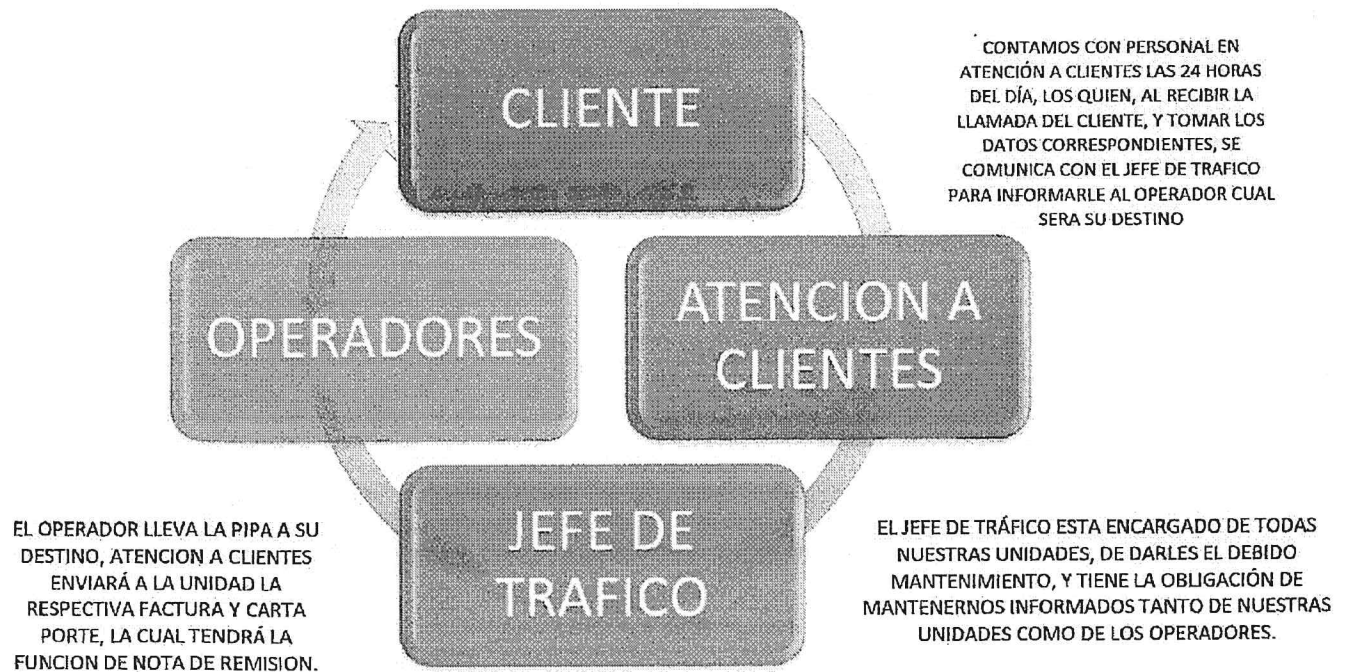 CLIENTE
CONTAMOS CON PERSONAL EN
ATENCIÓN A CLIENTES LAS 24 HORAS
DEL DÍA, LOS QUIEN, AL RECIBIR LA
LLAMADA DEL CLIENTE, Y TOMAR LOS
DATOS CORRESPONDIENTES, SE
COMUNICA CON EL JEFE DE TRAFICO
PARA INFORMARLE AL OPERADOR CUAL
SERA SU DESTINO
OPERADORES
ATENCION A
CLIENTES
JEFE DE
TRAFICO
EL OPERADOR LLEVA LA PIPA A SU
DESTINO, ATENCION A CLIENTES
ENVIARÁ A LA UNIDAD LA
RESPECTIVA FACTURA Y CARTA
PORTE, LA CUAL TENDRÁ LA
FUNCION DE NOTA DE REMISION.
EL JEFE DE TRÁFICO ESTA ENCARGADO DE TODAS
NUESTRAS UNIDADES, DE DARLES EL DEBIDO
MANTENIMIENTO, Y TIENE LA OBLIGACIÓN DE
MANTENERNOS INFORMADOS TANTO DE NUESTRAS
UNIDADES COMO DE LOS OPERADORES.